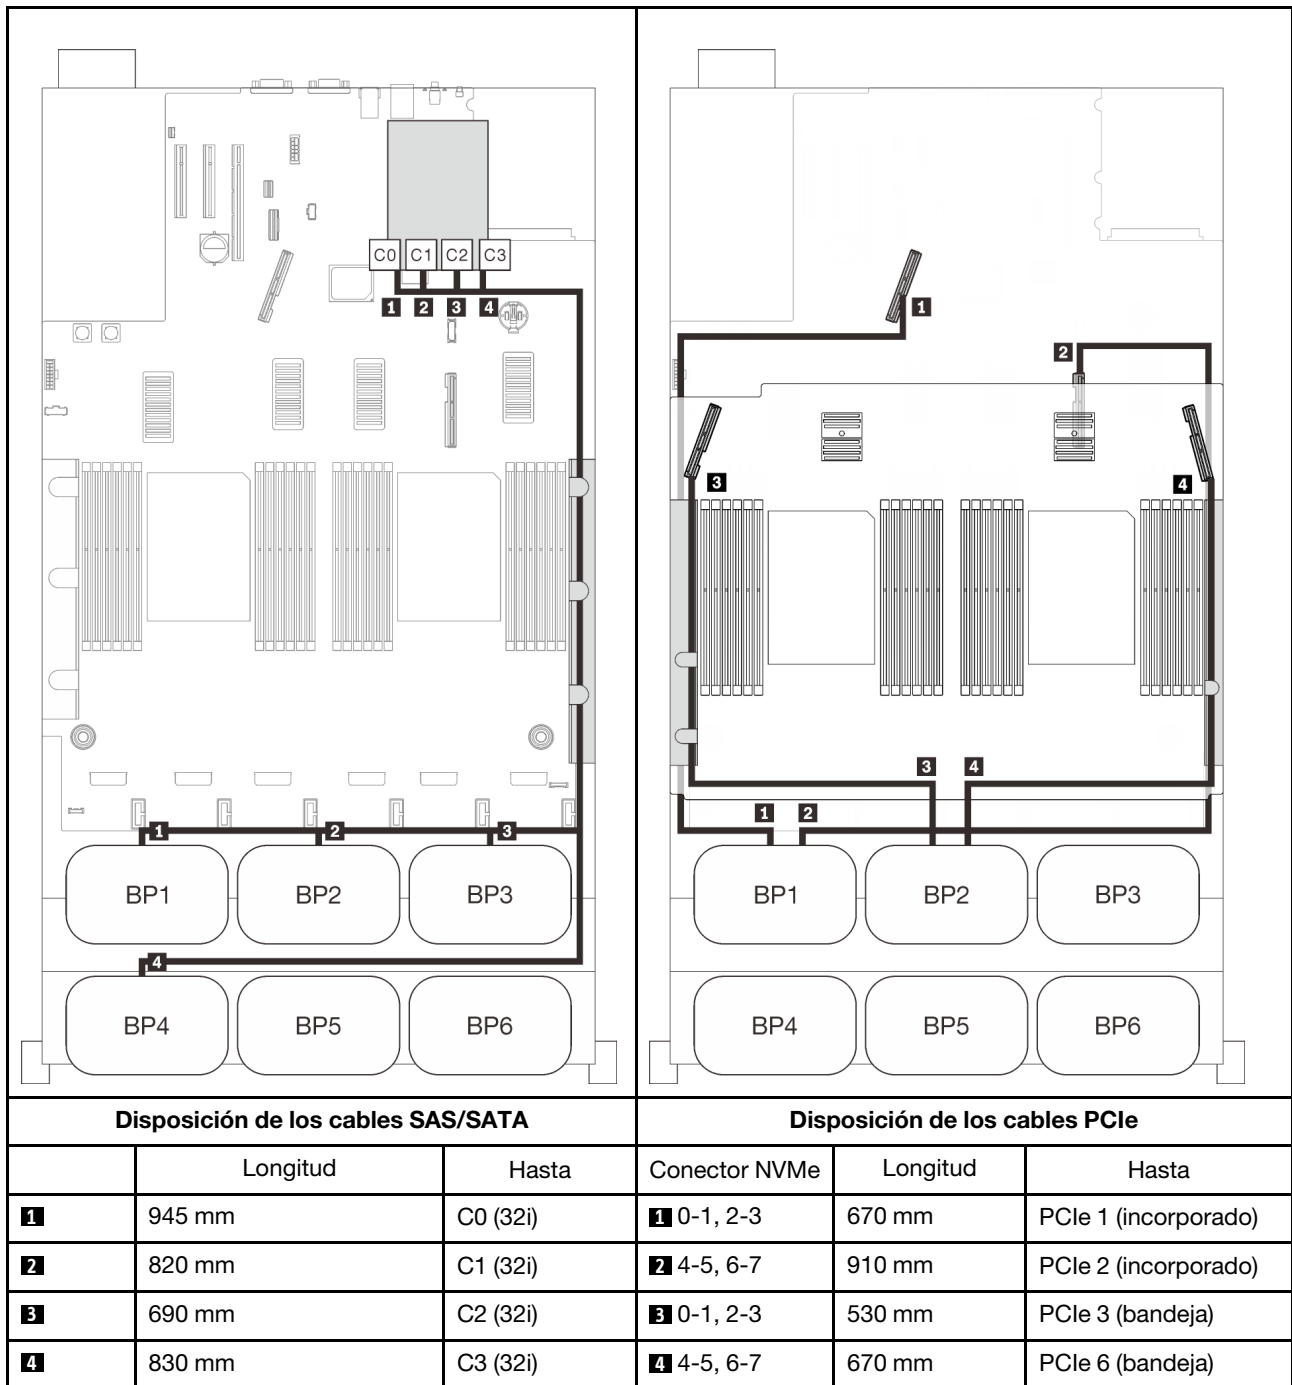 C0 C1 C2 C3
1 2 3 4
1 2 3
BP1 BP2 BP3
4
BP4 BP5 BP6
1
2
3 4
3 4
1 2
BP1 BP2 BP3
BP4 BP5 BP6
Disposición de los cables SAS/SATA Disposición de los cables PCIe
Longitud Hasta Conector NVMe Longitud Hasta
1 945 mm C0 (32i) 1 0-1, 2-3 670 mm PCIe 1 (incorporado)
2 820 mm C1 (32i) 2 4-5, 6-7 910 mm PCIe 2 (incorporado)
3 690 mm C2 (32i) 3 0-1, 2-3 530 mm PCIe 3 (bandeja)
4 830 mm C3 (32i) 4 4-5, 6-7 670 mm PCIe 6 (bandeja)